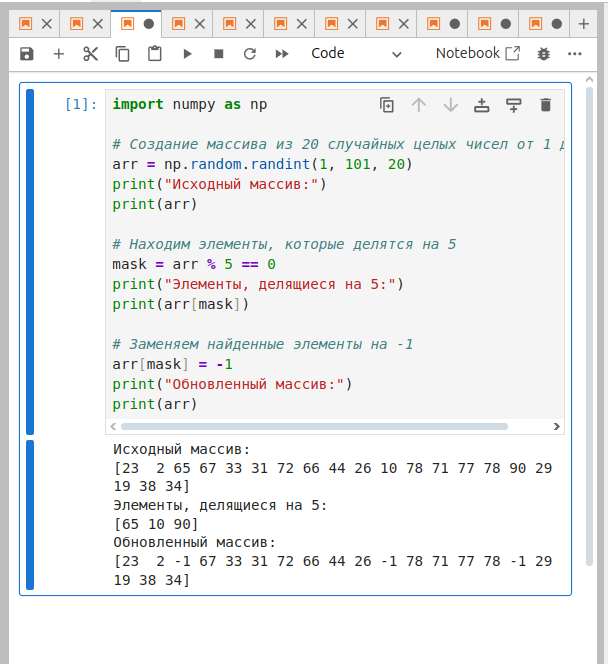 Code
Notebook
[1]:
import numpy as np
# Создание массива из 20 случайных целых чисел от 1
arr = np.random.randint(1, 101, 20)
print("Исходный массив:")
print(arr)
# Находим элементы, которые делятся на 5
mask = arr % 5 == 0
print("Элементы, делящиеся на 5:")
print(arr[mask])
# Заменяем найденные элементы на -1
arr[mask] = -1
print("Обновленный массив:")
print(arr)
Исходный массив:
[23  2 65 67 33 31 72 66 44 26 10 78 71 77 78 90 29
19 38 34]
Элементы, делящиеся на 5:
[65 10 90]
Обновленный массив:
[23  2 -1 67 33 31 72 66 44 26 -1 78 71 77 78 -1 29
19 38 34]